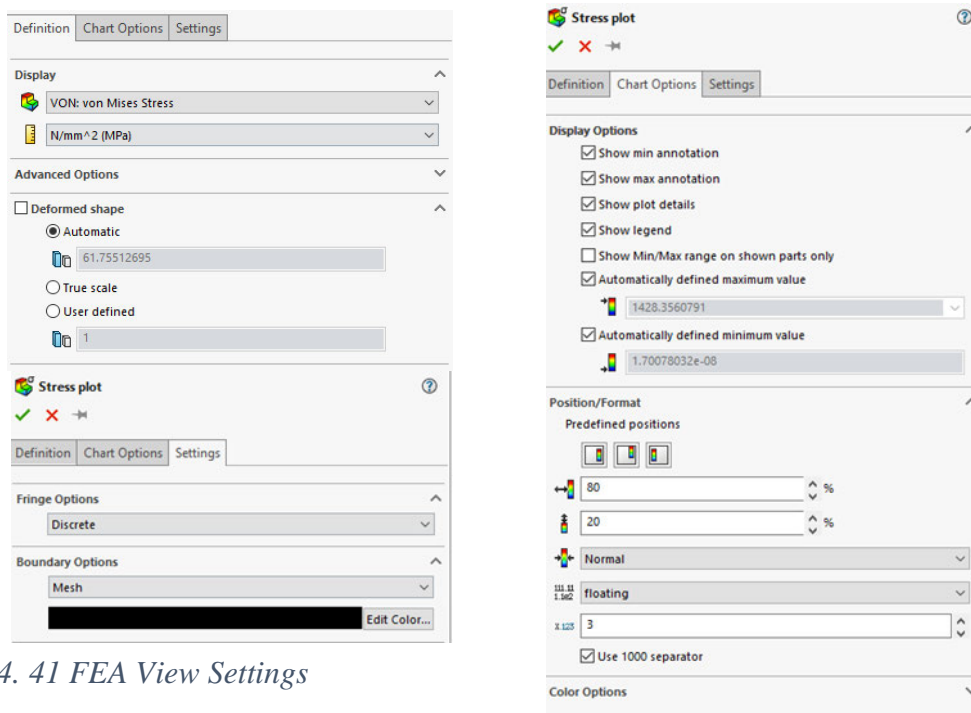 Definition Chart Options Settings
Display
VON: von Mises Stress
N/mm^2 (MPa)
Advanced Options
Deformed shape
Automatic
61.75512695
True scale
User defined
1
Stress plot
Definition Chart Options Settings
Fringe Options
Discrete
Boundary Options
Mesh
Edit Color...
4. 41 FEA View Settings
Stress plot
Definition Chart Options Settings
Display Options
Show min annotation
Show max annotation
Show plot details
Show legend
Show Min/Max range on shown parts only
Automatically defined maximum value
1428.3560791
Automatically defined minimum value
1.70078032e-08
Position/Format
Predefined positions
80 %
20 %
Normal
floating
x.123 3
Use 1000 separator
Color Options